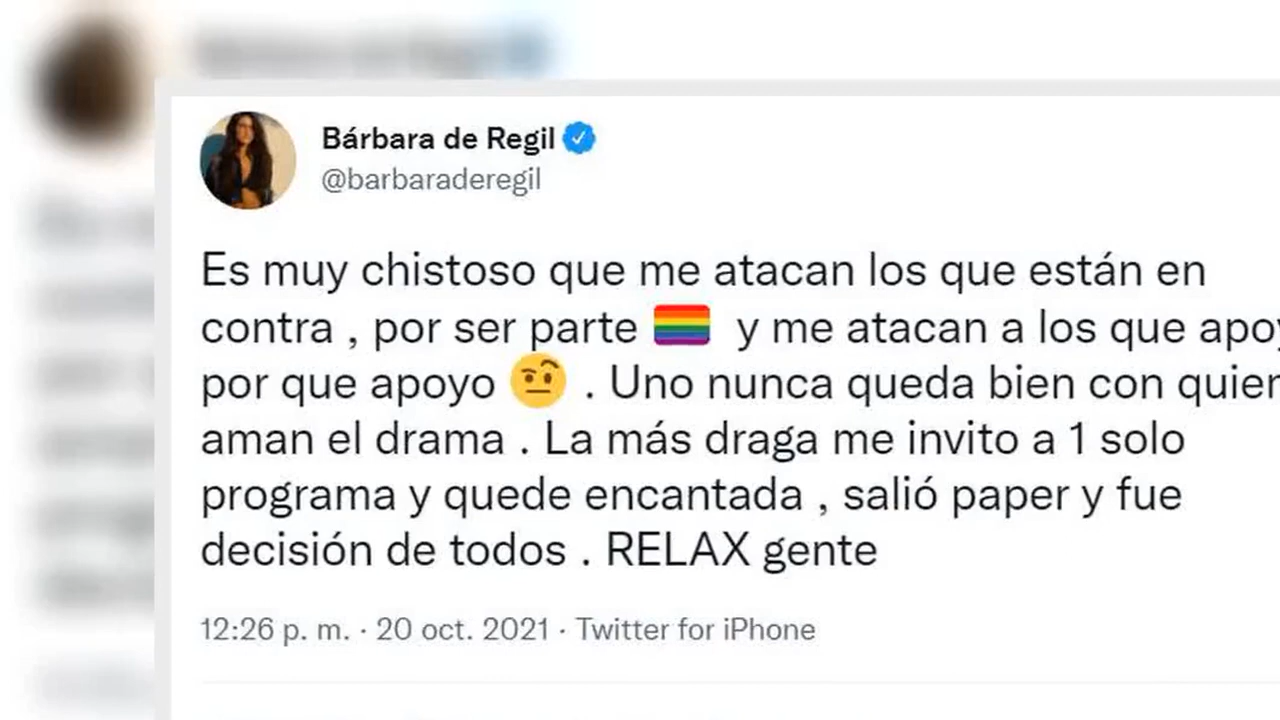 Bárbara de Regil
@barbaraderegil
Es muy chistoso que me atacan los que están en
contra , por ser parte 🏳️‍🌈 y me atacan a los que
por que apoyo 🤨 . Uno nunca queda bien con
aman el drama . La más draga me invito a 1 solo
programa y quede encantada , salió paper y fue
decisión de todos . RELAX gente
12:26 p. m. · 20 oct. 2021 · Twitter for iPhone